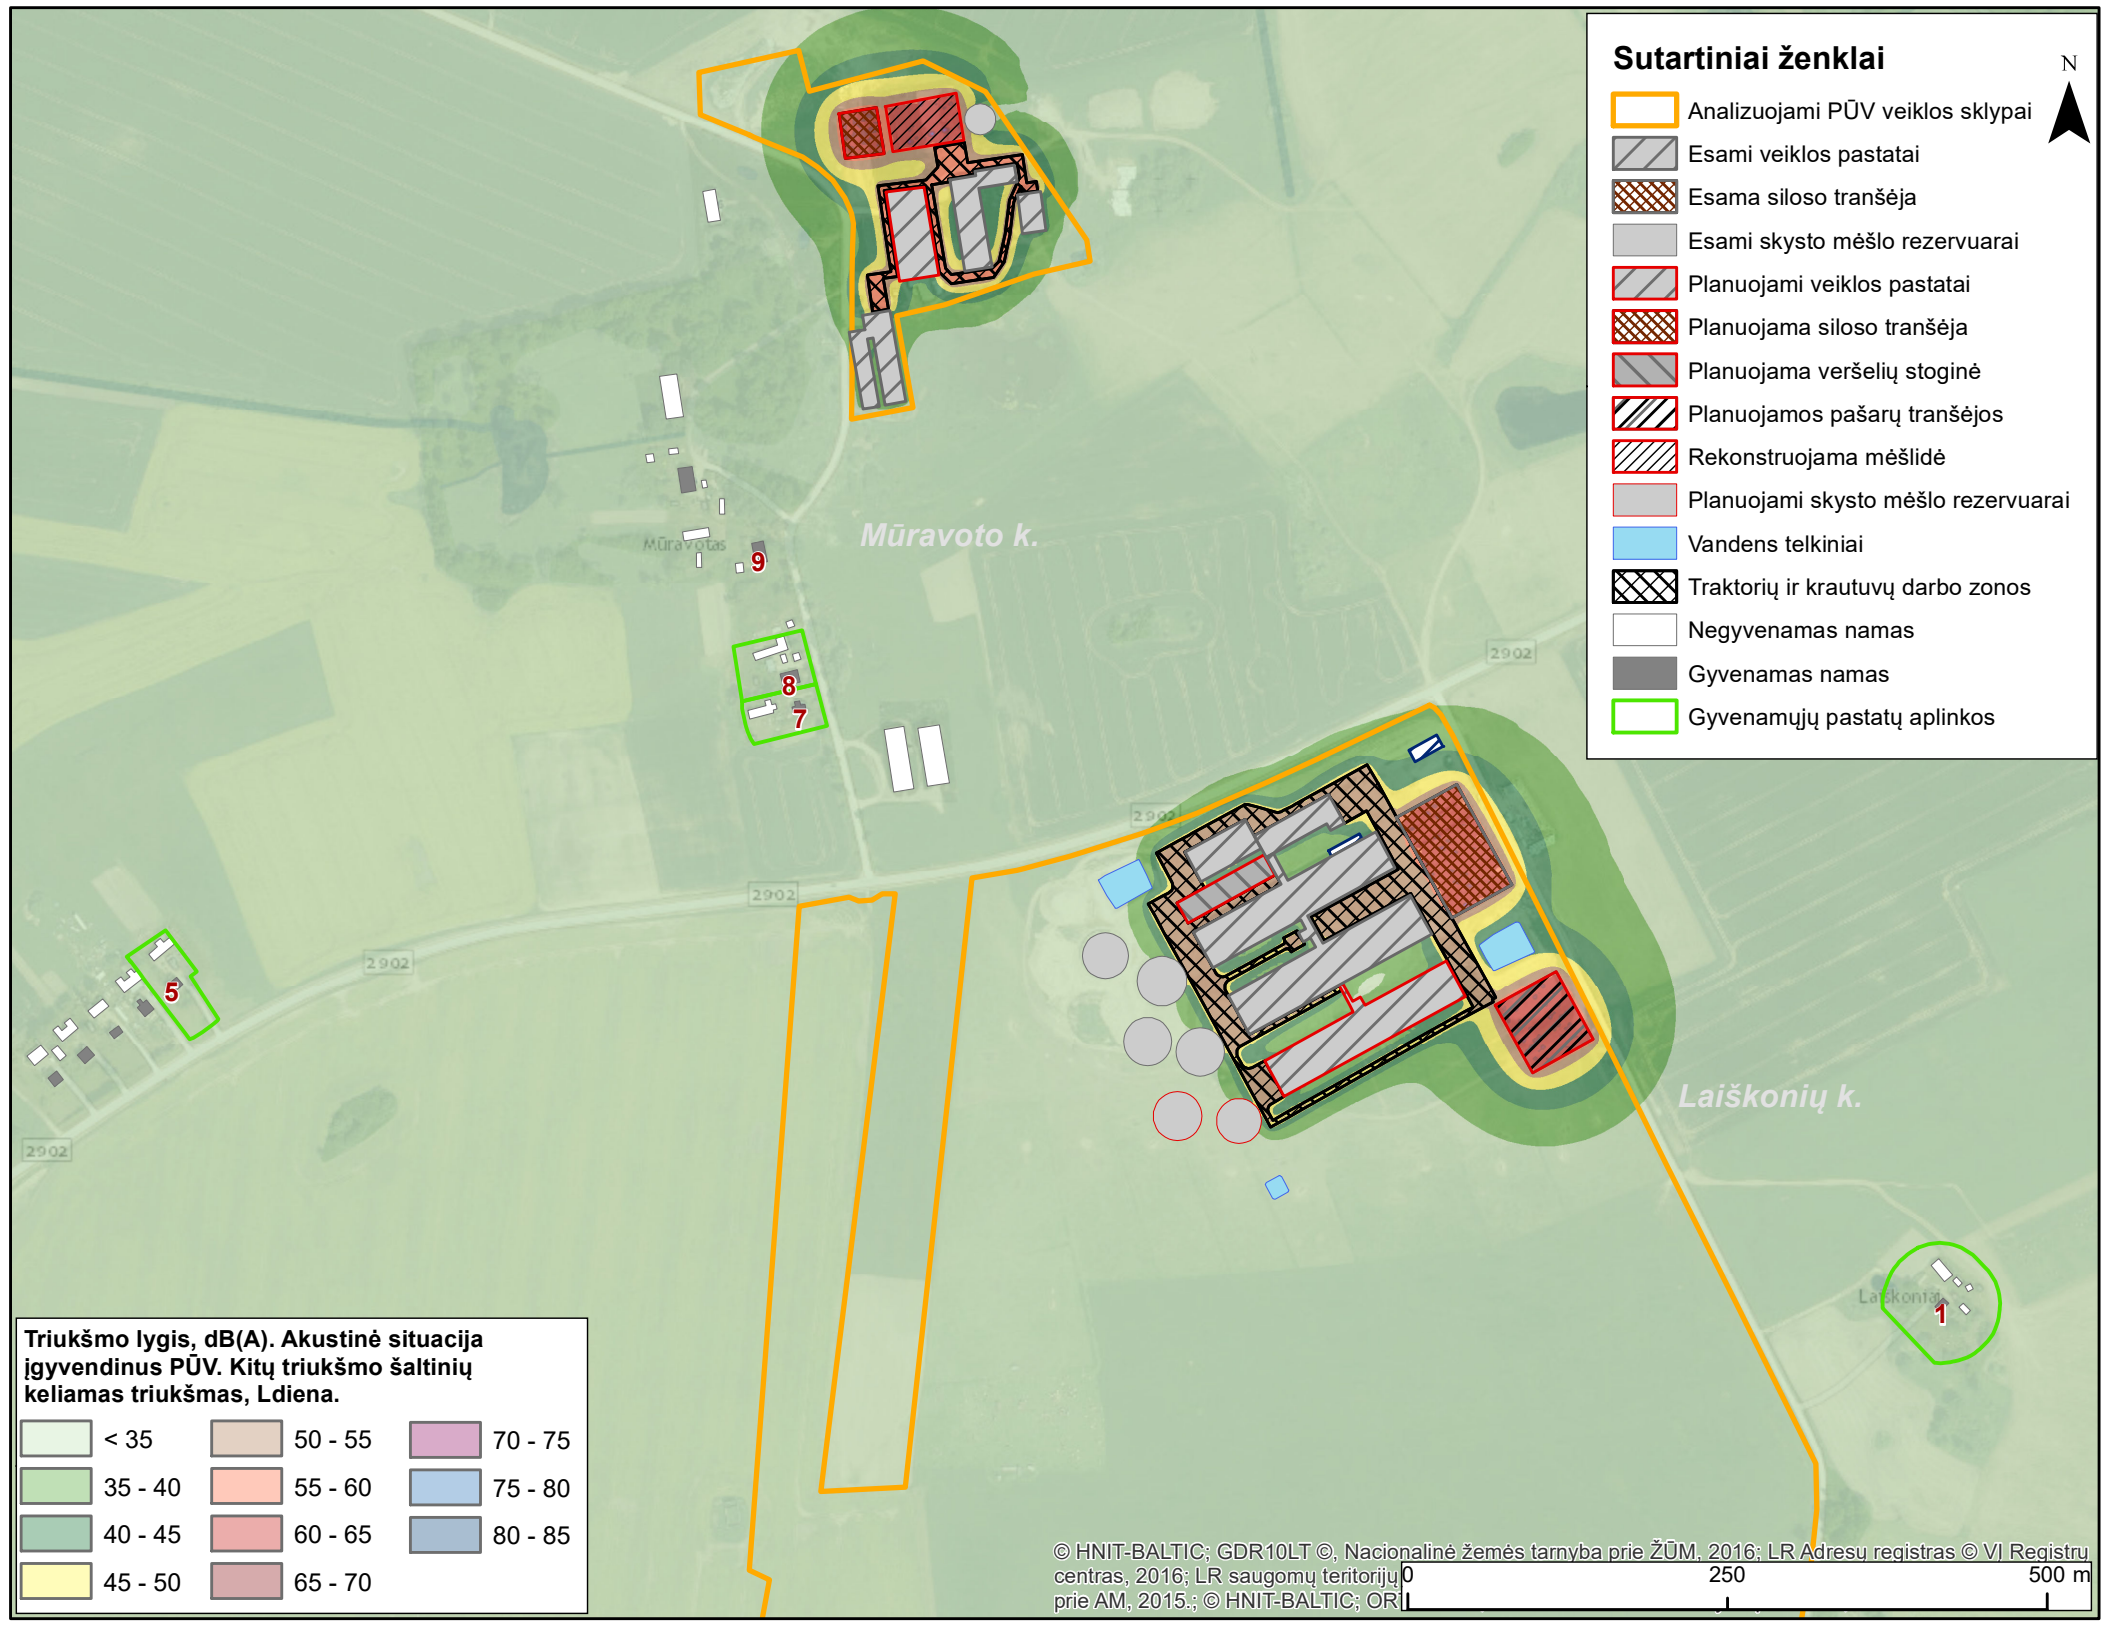 Sutartiniai ženklai
N
Analizuojami PŪV veiklos sklypai
Esami veiklos pastatai
Esama siloso tranšėja
Esami skysto mėšlo rezervuarai
Planuojami veiklos pastatai
Planuojama siloso tranšėja
Planuojama veršelių stoginė
Planuojamos pašarų tranšėjos
Rekonstruojama mėšlidė
Planuojami skysto mėšlo rezervuarai
Vandens telkiniai
Traktorių ir krautuvų darbo zonos
Negyvenamas namas
Gyvenamas namas
Gyvenamųjų pastatų aplinkos
Mūravoto k.
Mūravotas
9
8
7
2902
2902
2902
2902
2902
5
Laiškonių k.
Laiškoniai
1
Triukšmo lygis, dB(A). Akustinė situacija
įgyvendinus PŪV. Kitų triukšmo šaltinių
keliamas triukšmas, Ldiena.
< 35
35 - 40
40 - 45
45 - 50
50 - 55
55 - 60
60 - 65
65 - 70
70 - 75
75 - 80
80 - 85
© HNIT-BALTIC; GDR10LT ©, Nacionalinė žemės tarnyba prie ŽŪM, 2016; LR Adresų registras © VĮ Registrų
centras, 2016; LR saugomų teritorijų
prie AM, 2015.; © HNIT-BALTIC;
0 250 500 m